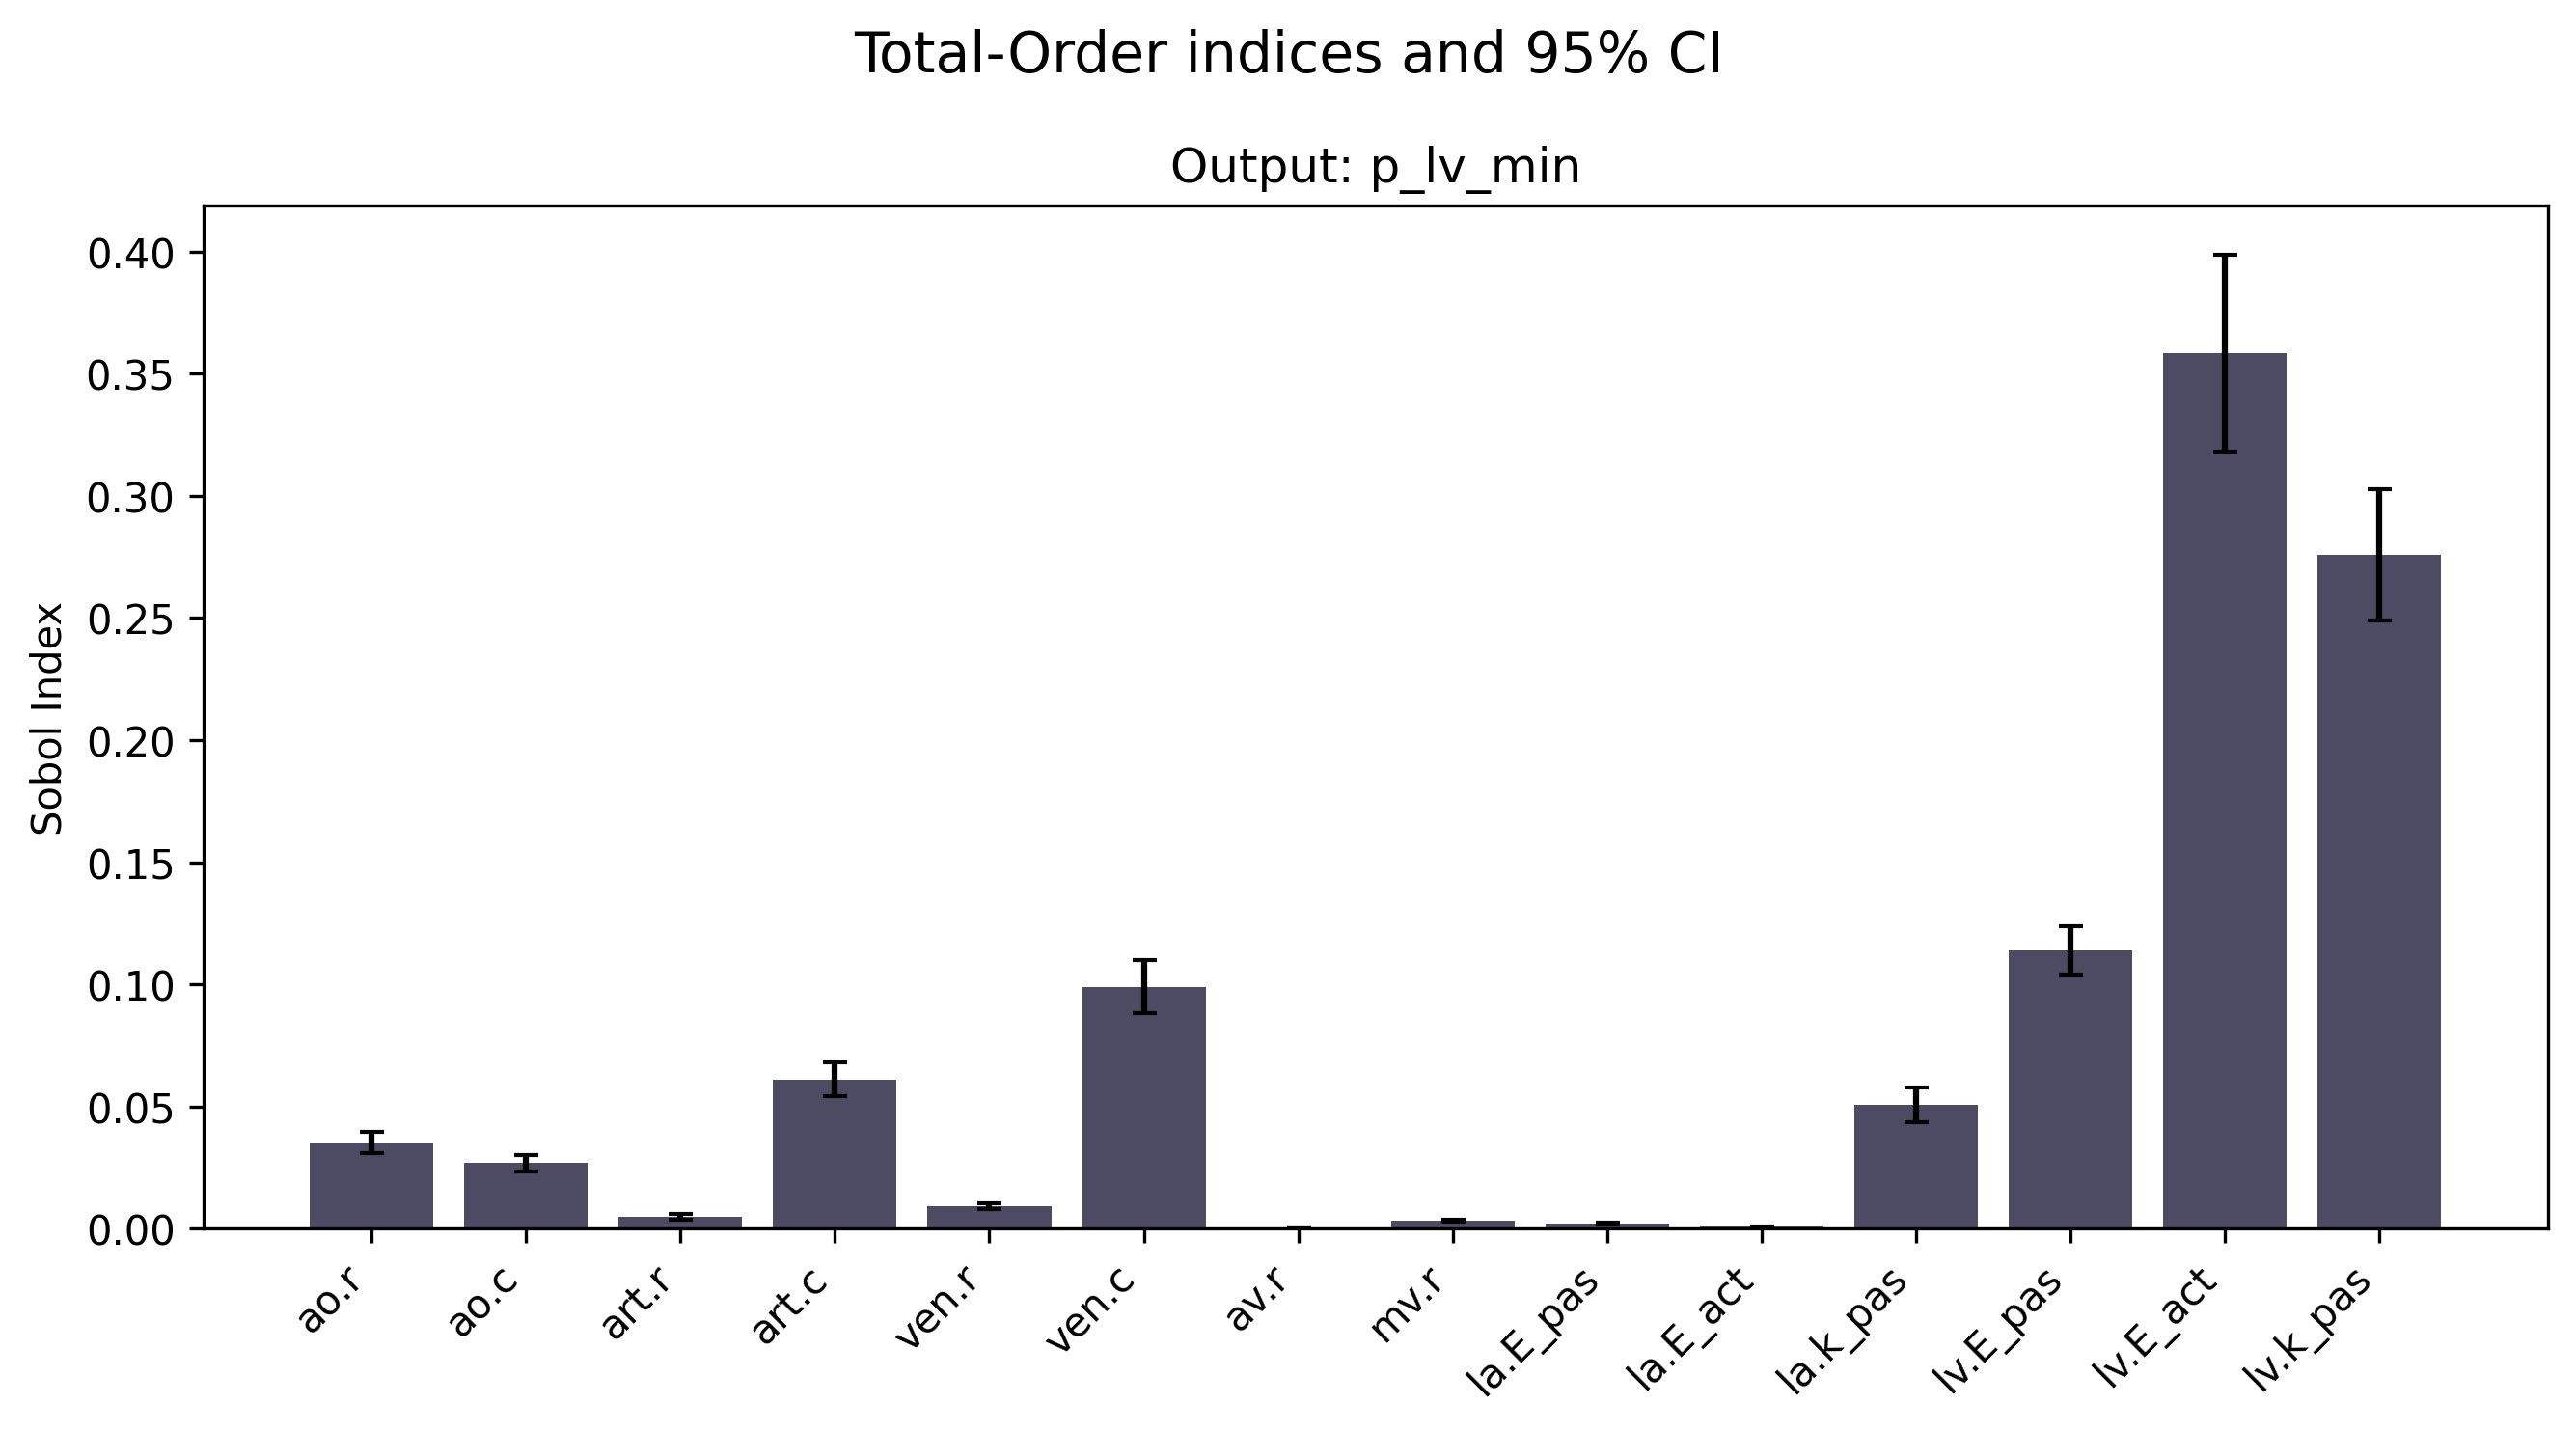 Total-Order indices and 95% CI
Output: p_lv_min
Sobol Index
0.40
0.35
0.30
0.25
0.20
0.15
0.10
0.05
0.00
ao.r
ao.c
art.r
art.c
ven.r
ven.c
av.r
mv.r
la.E_pas
la.E_act
la.k_pas
lv.E_pas
lv.E_act
lv.k_pas